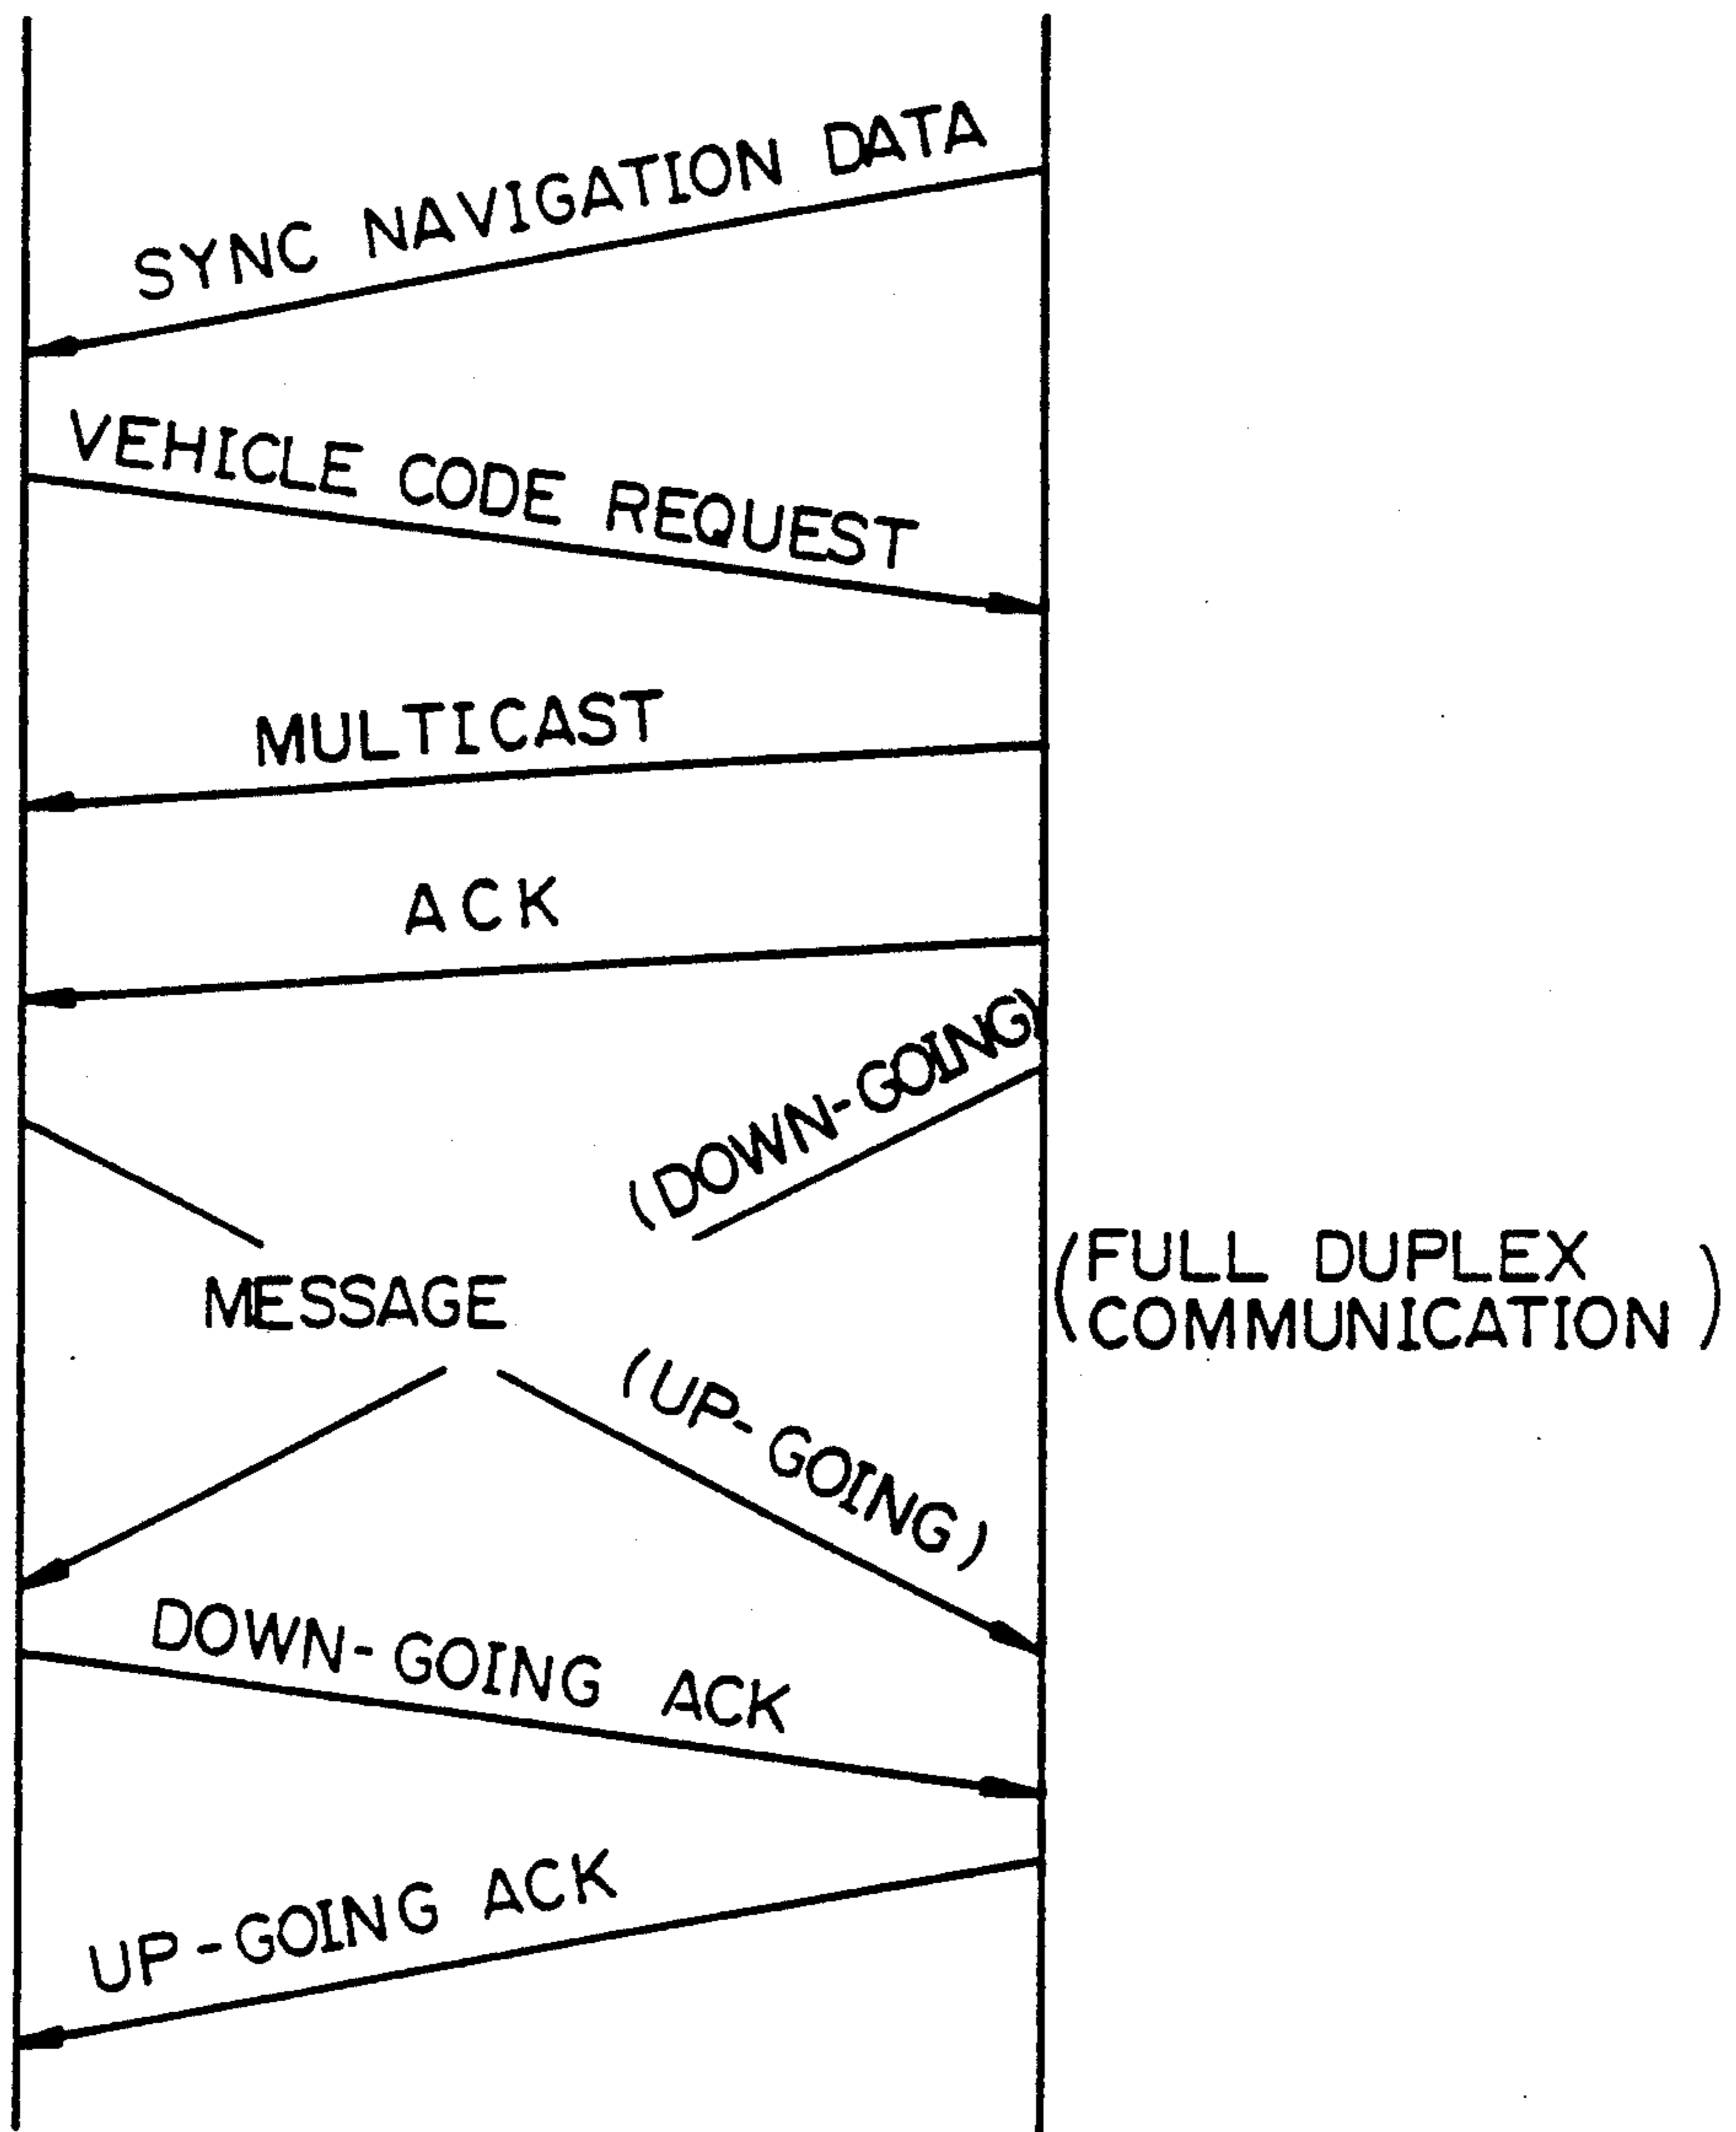 SYNC NAVIGATION DATA
VEHICLE CODE REQUEST
MULTICAST
ACK
(DOWN-GOING)
MESSAGE
(FULL DUPLEX
COMMUNICATION)
(UP-GOING)
DOWN-GOING ACK
UP-GOING ACK